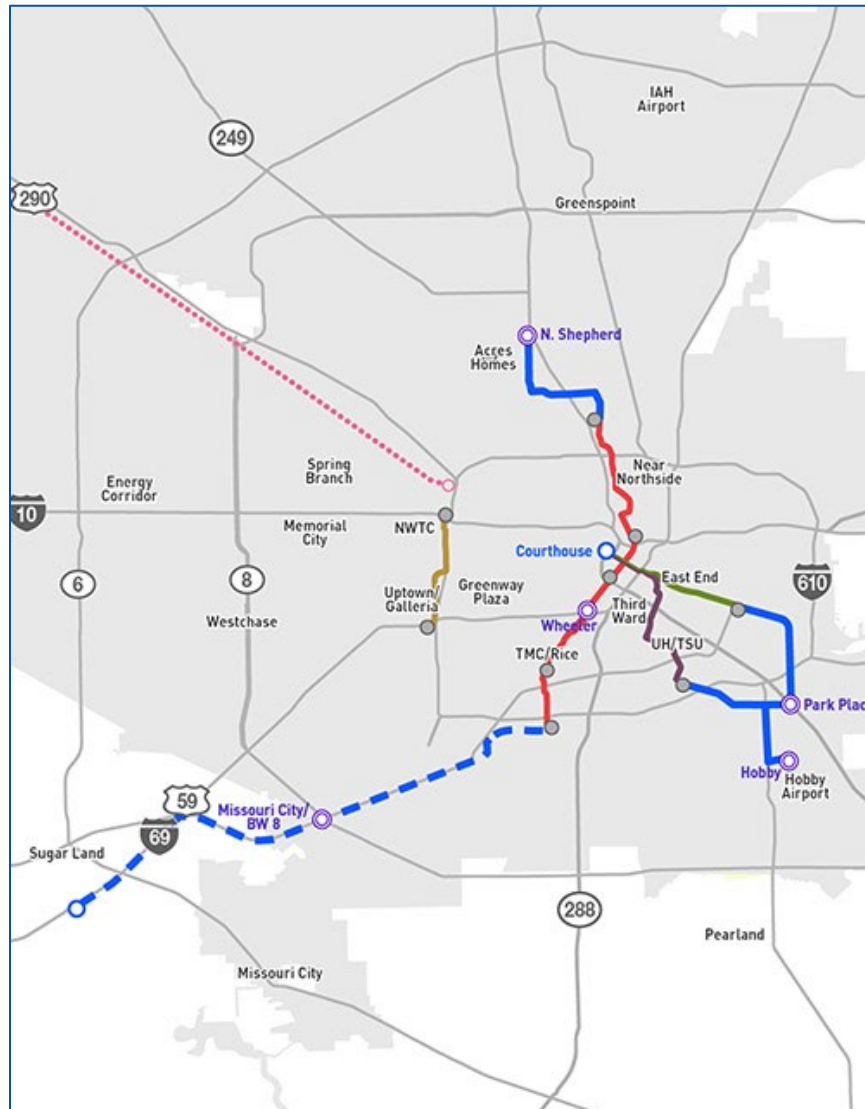 IAH
Airport
249
290
Greenspoint
N. Shepherd
Acres
Homes
Near
Northside
Spring
Branch
Energy
Corridor
10
Memorial
City
NWTC
Courthouse
East End
610
6
8
Uptown/
Galleria
Greenway
Plaza
Third
Ward
Westchase
Wheeler
UH/TSU
TMC/Rice
Park Plac
Hobby
Hobby
Airport
59
Missouri City/
BW 8
69
Sugar Land
288
Pearland
Missouri City